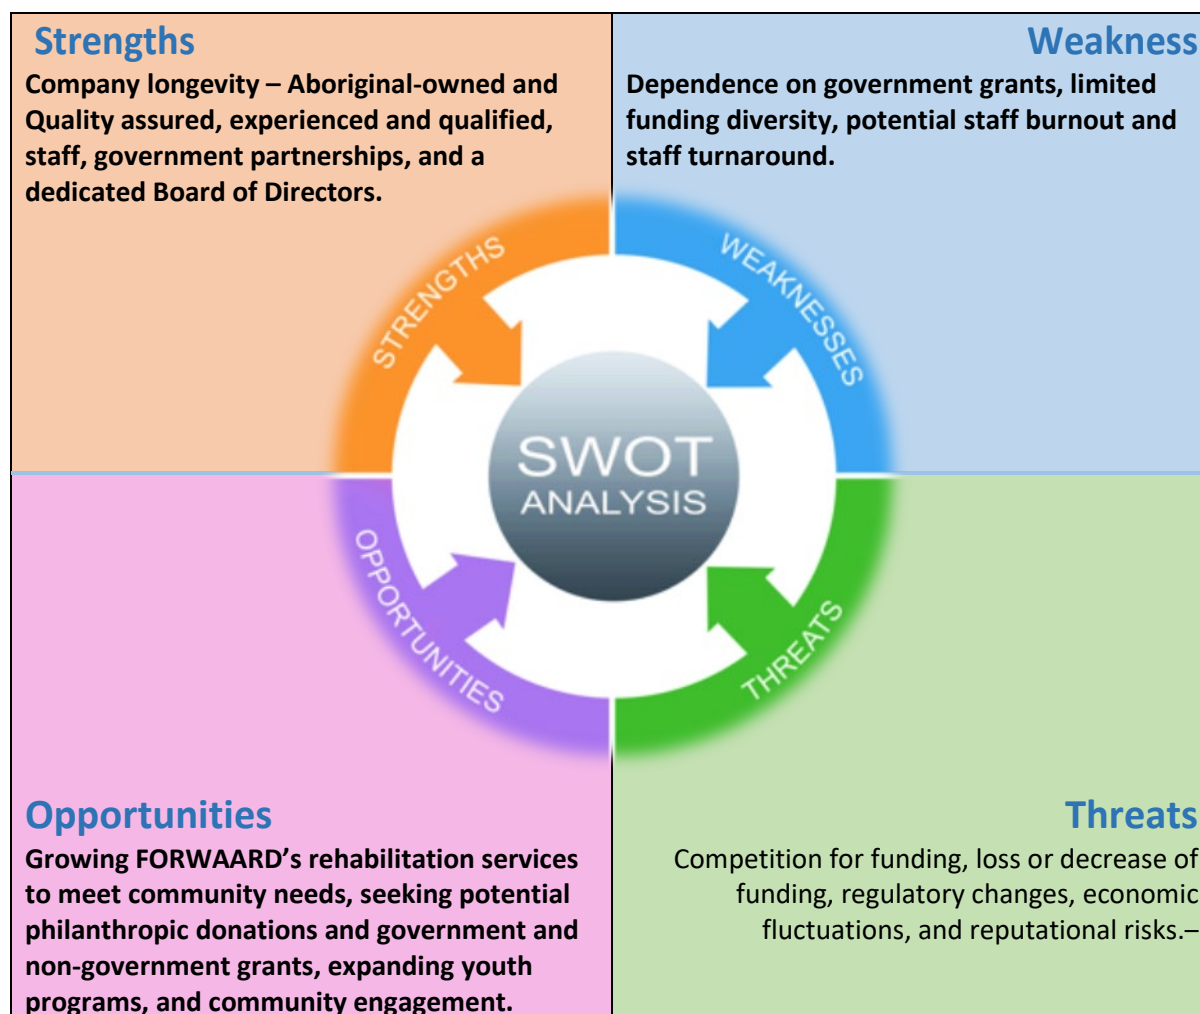 Strengths
Company longevity – Aboriginal-owned and
Quality assured, experienced and qualified,
staff, government partnerships, and a
dedicated Board of Directors.
Weakness
Dependence on government grants, limited
funding diversity, potential staff burnout and
staff turnaround.
STRENGTHS
WEAKNESSES
SWOT
ANALYSIS
OPPORTUNITIES
THREATS
Opportunities
Growing FORWAARD’s rehabilitation services
to meet community needs, seeking potential
philanthropic donations and government and
non-government grants, expanding youth
programs, and community engagement.
Threats
Competition for funding, loss or decrease of
funding, regulatory changes, economic
fluctuations, and reputational risks.–